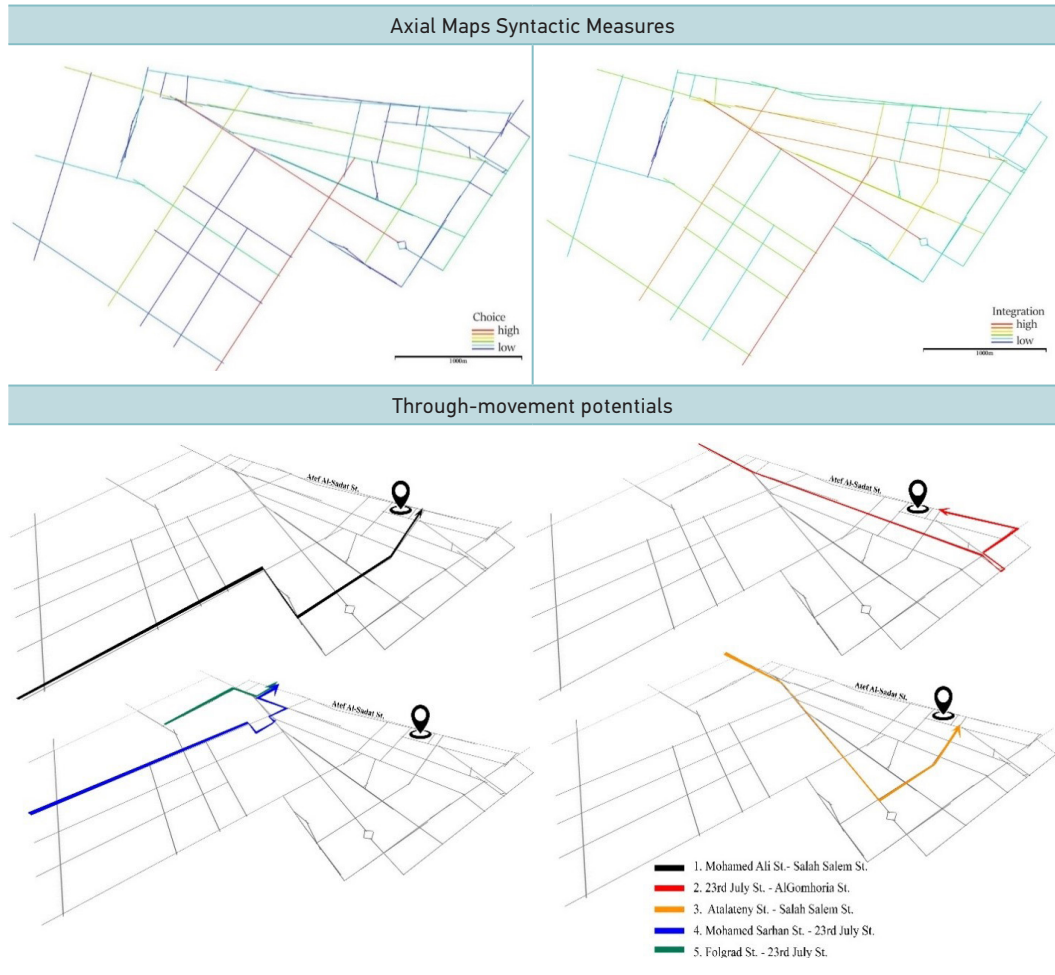 Axial Maps Syntactic Measures
Choice
high
low
1000m
Integration
high
low
1000m
Through-movement potentials
Atef Al-Sadat St.
Atef Al-Sadat St.
Atef Al-Sadat St.
Atef Al-Sadat St.
1. Mohamed Ali St.- Salah Salem St.
2. 23rd July St. - AlGomhoria St.
3. Atalateny St. - Salah Salem St.
4. Mohamed Sarhan St. - 23rd July St.
5. Folgrad St. - 23rd July St.